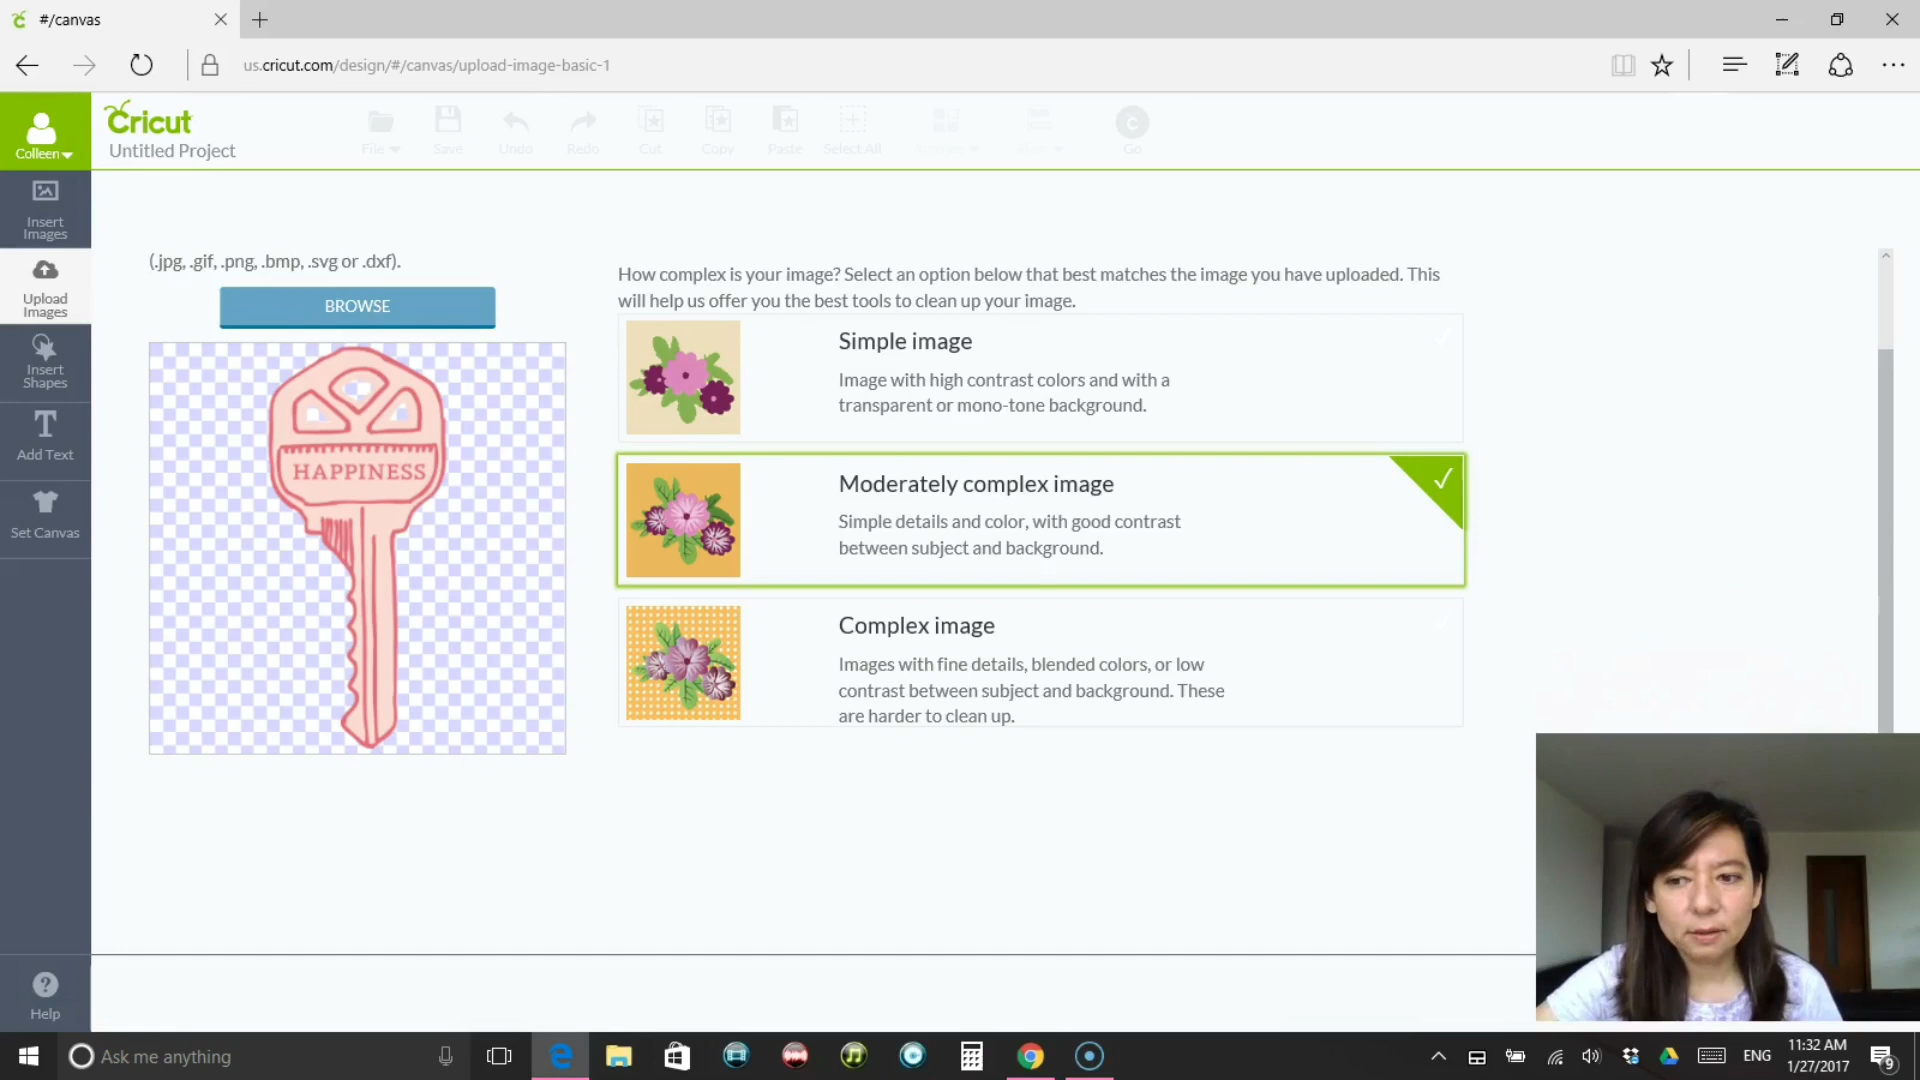 #/canvas
us.cricut.com/design/#/canvas/upload-image-basic-1
Colleen
Cricut
Untitled Project
File
Save
Undo
Redo
Cut
Copy
Paste
Select All
Go
Insert
Images
Upload
Images
Insert
Shapes
Add Text
Set Canvas
Help
(.jpg, .gif, .png, .bmp, .svg or .dxf).
BROWSE
HAPPINESS
How complex is your image? Select an option below that best matches the image you have uploaded. This
will help us offer you the best tools to clean up your image.
Simple image
Image with high contrast colors and with a
transparent or mono-tone background.
Moderately complex image
Simple details and color, with good contrast
between subject and background.
Complex image
Images with fine details, blended colors, or low
contrast between subject and background. These
are harder to clean up.
Ask me anything
ENG
11:32 AM
1/27/2017
9